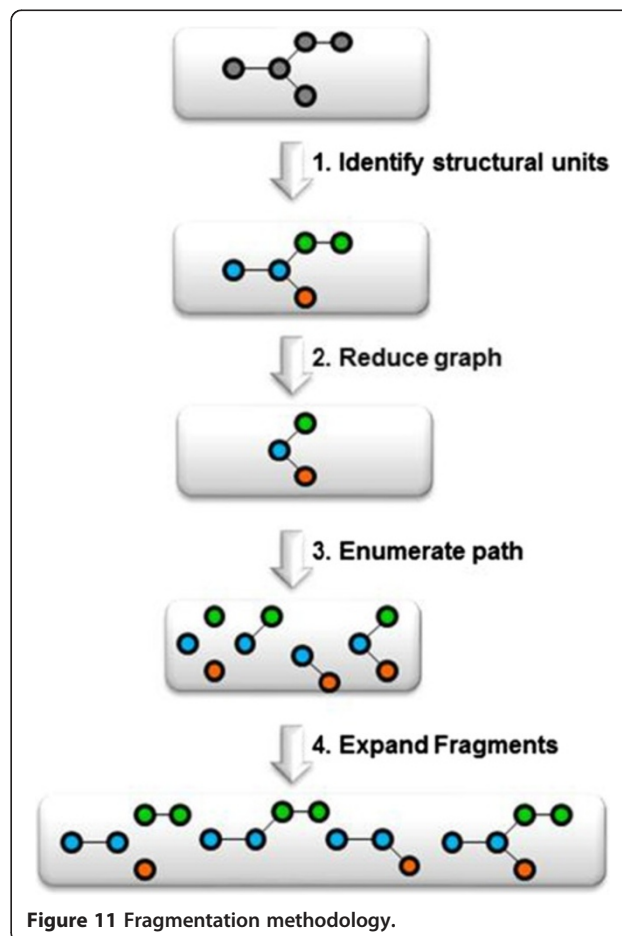 1. Identify structural units
2. Reduce graph
3. Enumerate path
4. Expand Fragments
Figure 11 Fragmentation methodology.